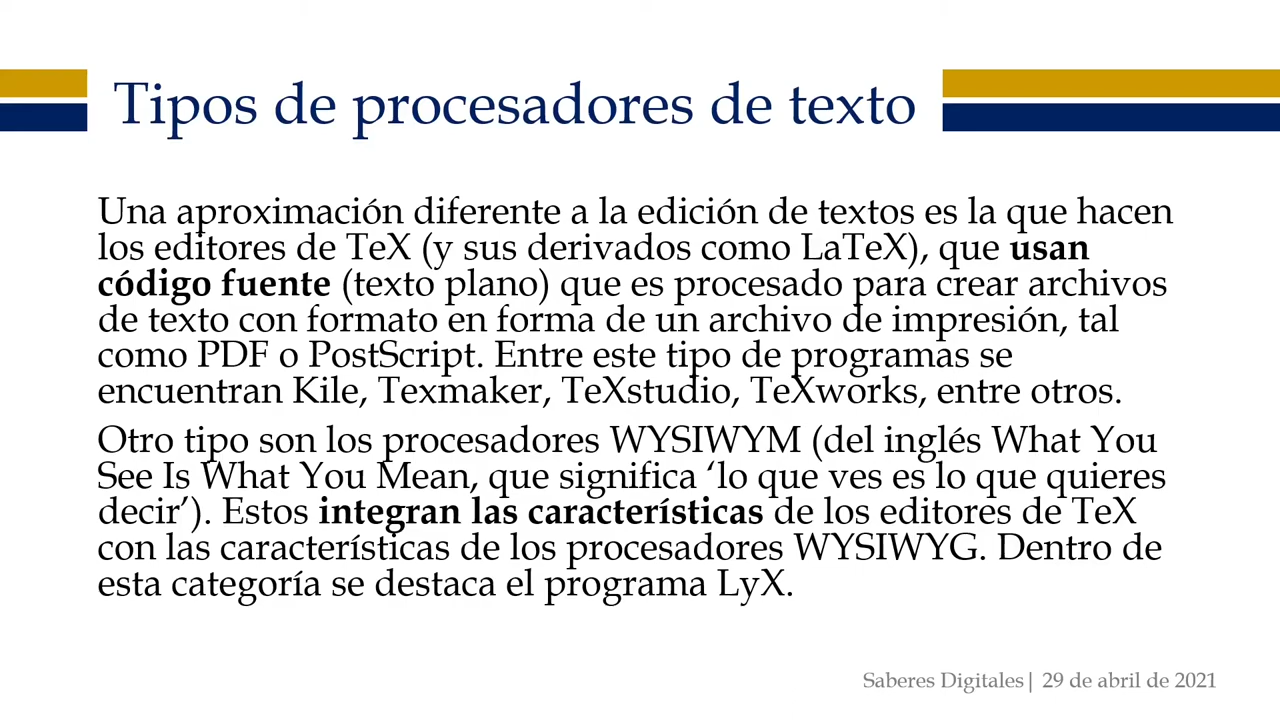 Tipos de procesadores de texto
Una aproximación diferente a la edición de textos es la que hacen
los editores de TeX (y sus derivados como LaTeX), que usan
código fuente (texto plano) que es procesado para crear archivos
de texto con formato en forma de un archivo de impresión, tal
como PDF o PostScript. Entre este tipo de programas se
encuentran Kile, Texmaker, TeXstudio, TeXworks, entre otros.
Otro tipo son los procesadores WYSIWYM (del inglés What You
See Is What You Mean, que significa ‘lo que ves es lo que quieres
decir’). Estos integran las características de los editores de TeX
con las características de los procesadores WYSIWYG. Dentro de
esta categoría se destaca el programa LyX.
Saberes Digitales| 29 de abril de 2021